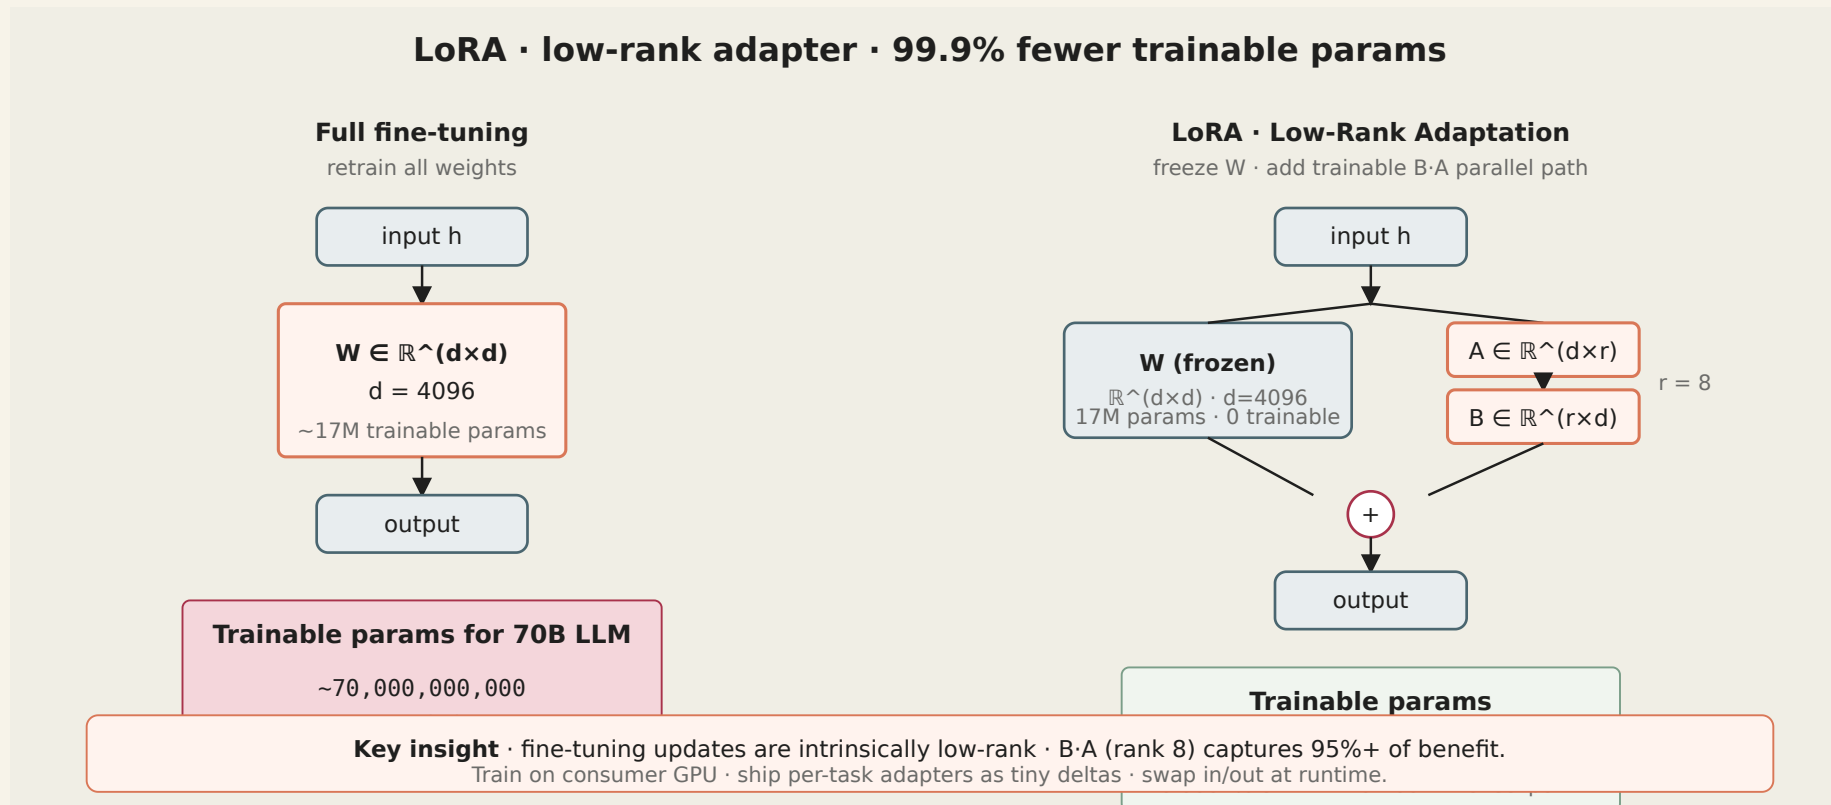 LoRA · low-rank adapter · 99.9% fewer trainable params
Full fine-tuning
retrain all weights
input h
W ∈ ℝ^(d×d)
d = 4096
~17M trainable params
output
Trainable params for 70B LLM
~70,000,000,000
LoRA · Low-Rank Adaptation
freeze W · add trainable B·A parallel path
input h
W (frozen)
ℝ^(d×d) · d=4096
17M params · 0 trainable
A ∈ ℝ^(d×r)
B ∈ ℝ^(r×d)
r = 8
+
output
Trainable params
Key insight · fine-tuning updates are intrinsically low-rank · B·A (rank 8) captures 95%+ of benefit.
Train on consumer GPU · ship per-task adapters as tiny deltas · swap in/out at runtime.